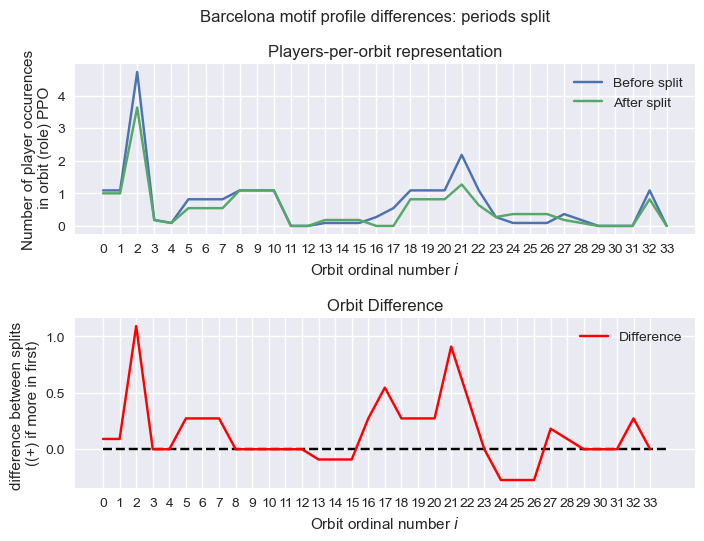 Barcelona motif profile differences: periods split
Players-per-orbit representation
Number of player occurences
in orbit (role) PPO
4
3
2
1
0
Before split
After split
0 1 2 3 4 5 6 7 8 9 10 11 12 13 14 15 16 17 18 19 20 21 22 23 24 25 26 27 28 29 30 31 32 33
Orbit ordinal number i
Orbit Difference
difference between splits
((+) if more in first)
1.0
0.5
0.0
Difference
0 1 2 3 4 5 6 7 8 9 10 11 12 13 14 15 16 17 18 19 20 21 22 23 24 25 26 27 28 29 30 31 32 33
Orbit ordinal number i